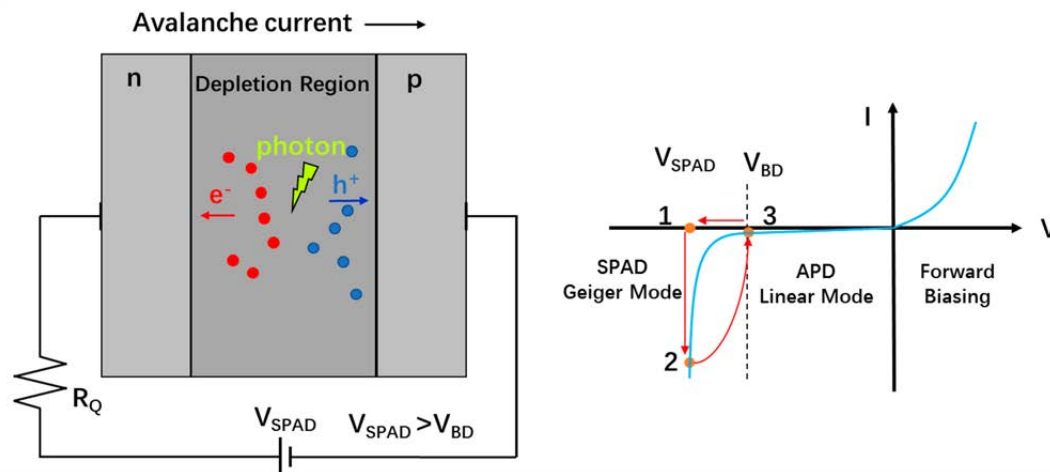 Avalanche current
n
Depletion Region
p
photon
e⁻
h⁺
R_Q
V_SPAD
V_SPAD >V_BD
I
V_SPAD
V_BD
1
3
V
SPAD
Geiger Mode
APD
Linear Mode
Forward
Biasing
2